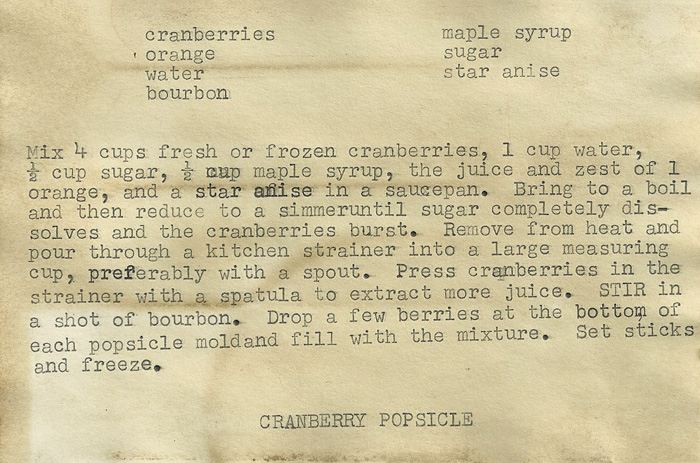 cranberries maple syrup
orange sugar
water star anise
bourbon
Mix 4 cups fresh or frozen cranberries, 1 cup water,
½ cup sugar, ½ cup maple syrup, the juice and zest of 1
orange, and a star anise in a saucepan. Bring to a boil
and then reduce to a simmeruntil sugar completely dis-
solves and the cranberries burst. Remove from heat and
pour through a kitchen strainer into a large measuring
cup, preferably with a spout. Press cranberries in the
strainer with a spatula to extract more juice. STIR in
a shot of bourbon. Drop a few berries at the bottom of
each popsicle moldand fill with the mixture. Set sticks
and freeze.
CRANBERRY POPSICLE